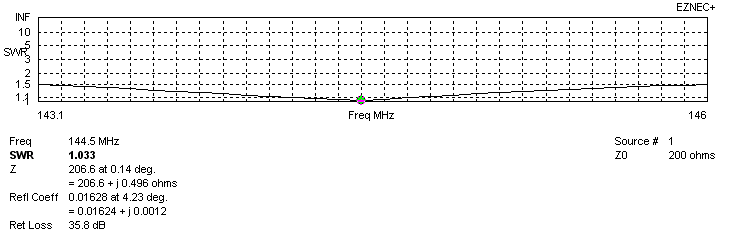 EZNEC+
INF
10
5
SWR
3
2
1.5
1.1
143.1 Freq MHz 146
Freq 144.5 MHz Source # 1
SWR 1.033 Z0 200 ohms
Z 206.6 at 0.14 deg.
= 206.6 + j 0.496 ohms
Refl Coeff 0.01628 at 4.23 deg.
= 0.01624 + j 0.0012
Ret Loss 35.8 dB